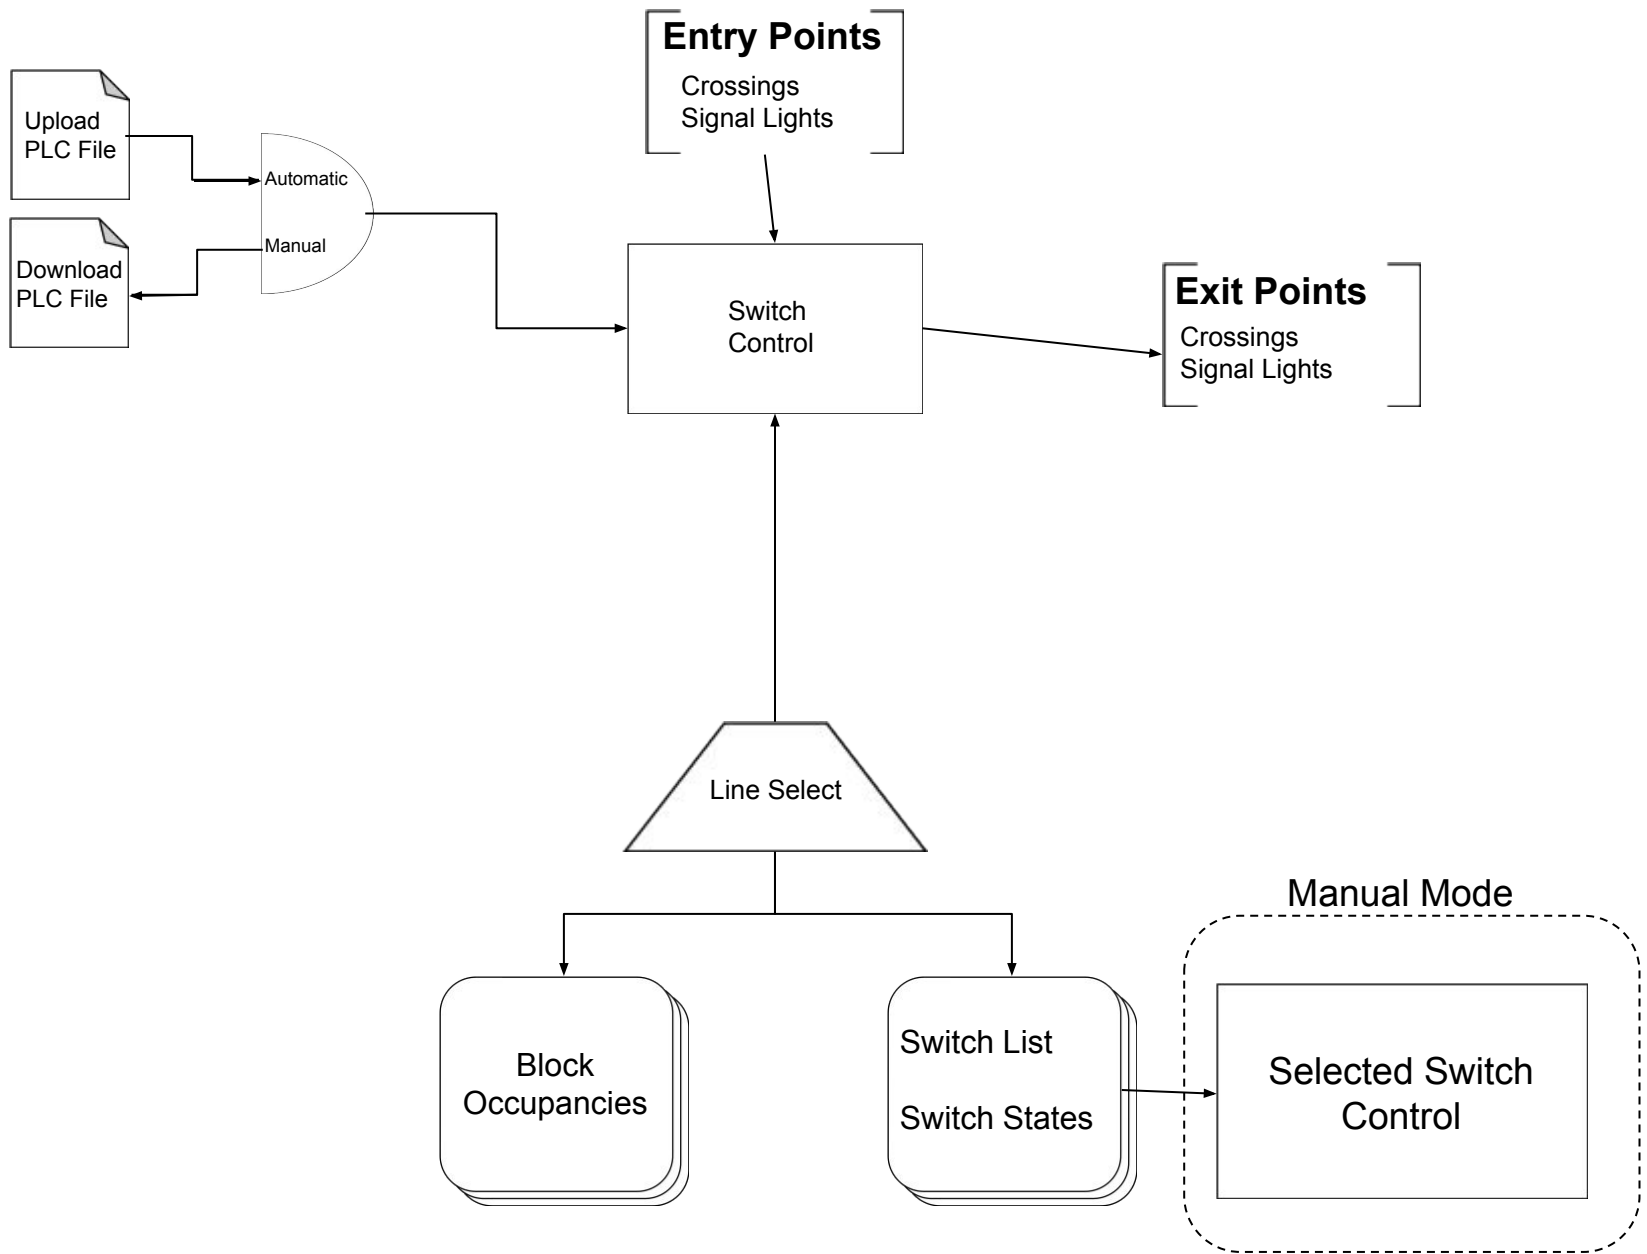 Entry Points
Crossings
Signal Lights
Upload
PLC File
Automatic
Manual
Download
PLC File
Switch
Control
Exit Points
Crossings
Signal Lights
Line Select
Manual Mode
Block
Occupancies
Switch List
Switch States
Selected Switch
Control